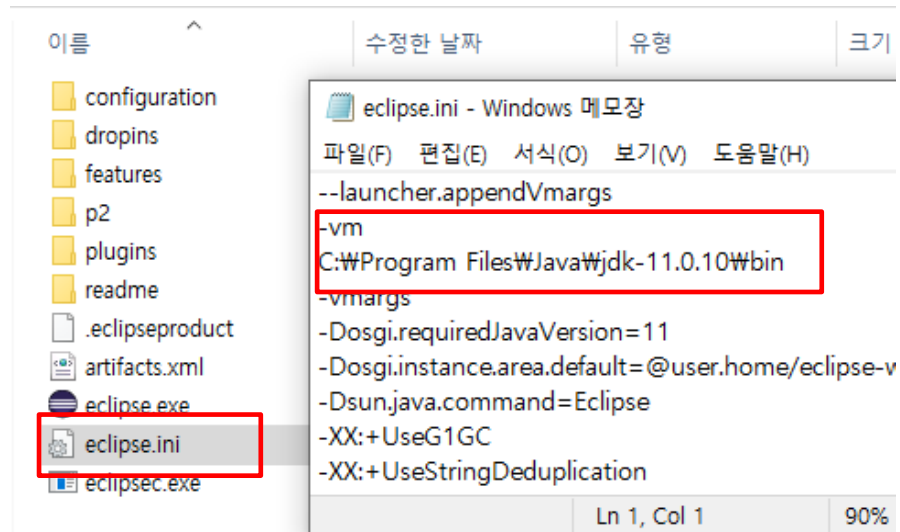 이름 수정한 날짜 유형 크기
configuration
dropins
features
p2
plugins
readme
.eclipseproduct
artifacts.xml
eclipse.exe
eclipse.ini
eclipsec.exe
eclipse.ini - Windows 메모장
파일(F) 편집(E) 서식(O) 보기(V) 도움말(H)
--launcher.appendVmargs
-vm
C:₩Program Files₩Java₩jdk-11.0.10₩bin
-vmargs
-Dosgi.requiredJavaVersion=11
-Dosgi.instance.area.default=@user.home/eclipse-w
-Dsun.java.command=Eclipse
-XX:+UseG1GC
-XX:+UseStringDeduplication
Ln 1, Col 1 90%